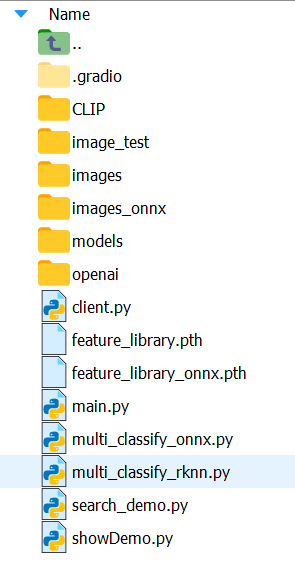 Name
..
.gradio
CLIP
image_test
images
images_onnx
models
openai
client.py
feature_library.pth
feature_library_onnx.pth
main.py
multi_classify_onnx.py
multi_classify_rknn.py
search_demo.py
showDemo.py